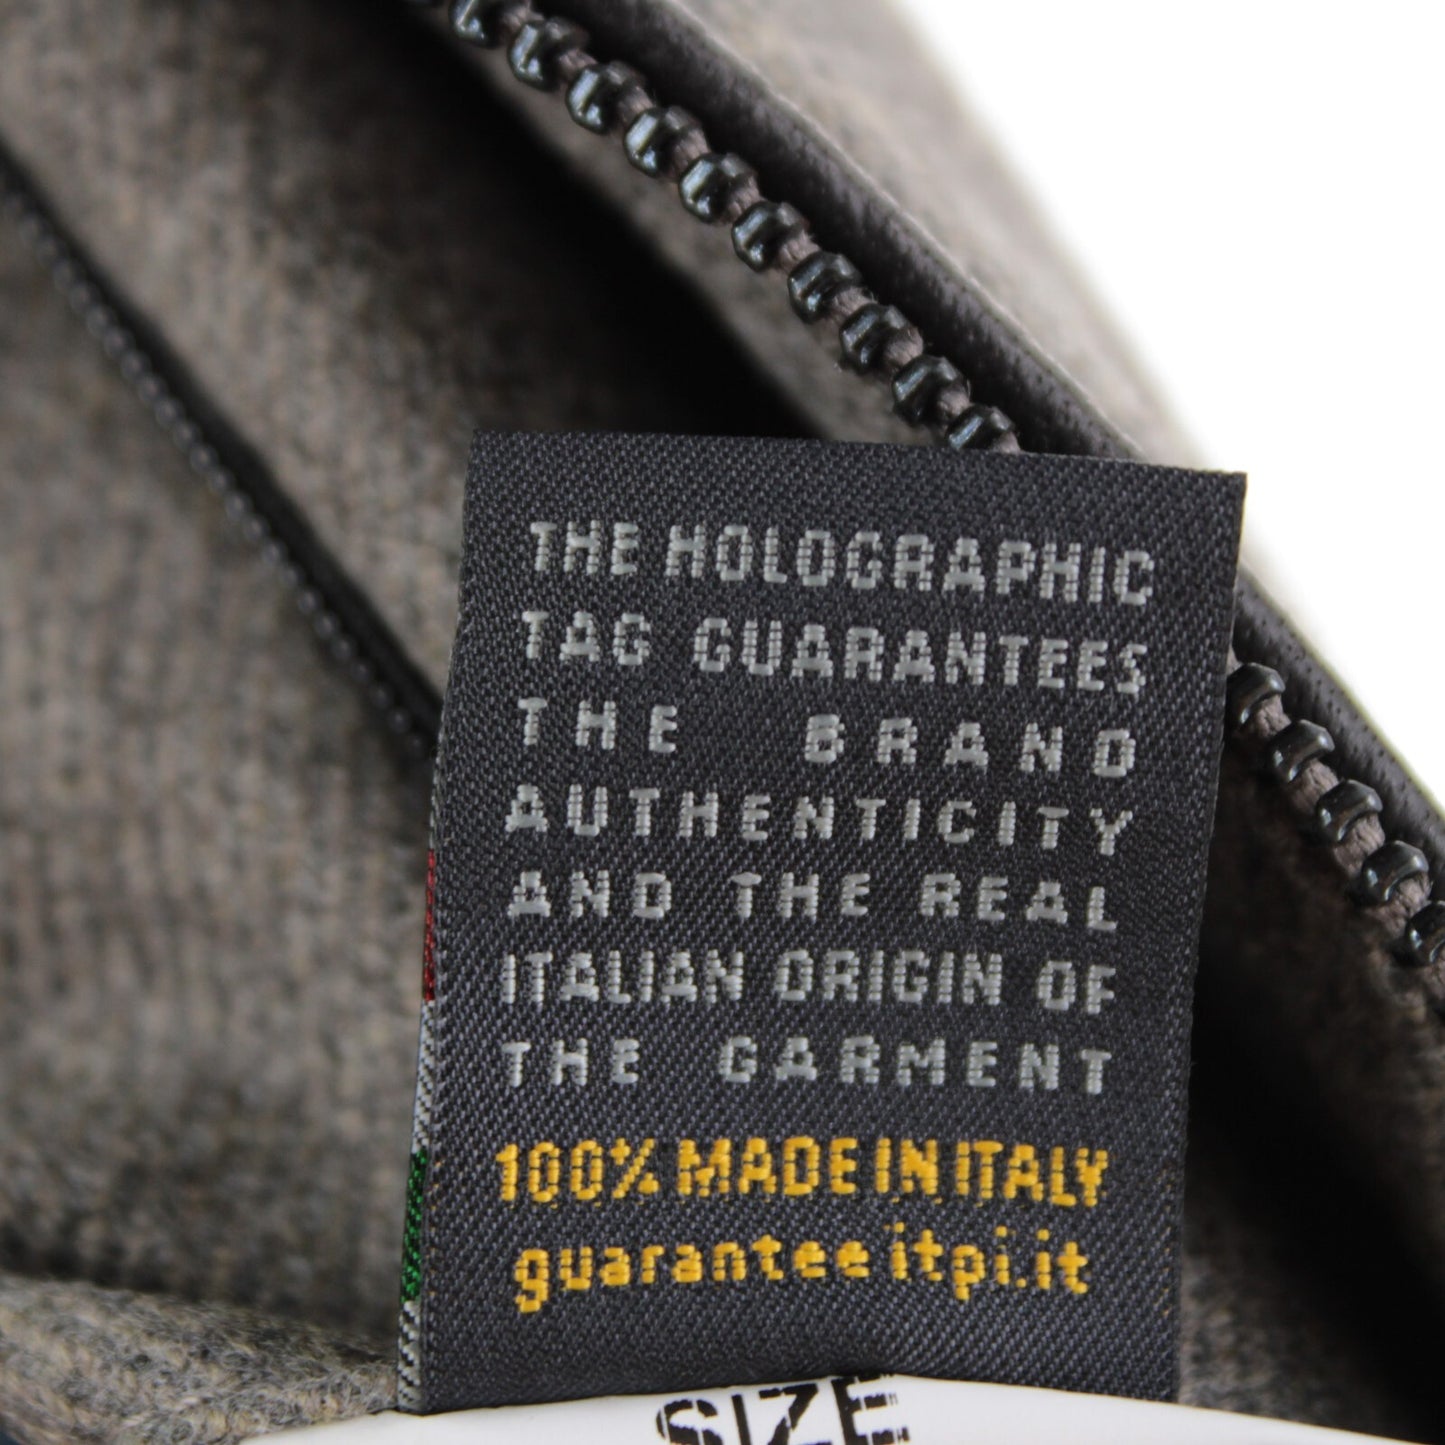 THE HOLOGRAPHIC
TAG GUARANTEES
THE BRAND
AUTHENTICITY
AND THE REAL
ITALIAN ORIGIN OF
THE GARMENT
100% MADE IN ITALY
guarantee itpi.it
SIZE